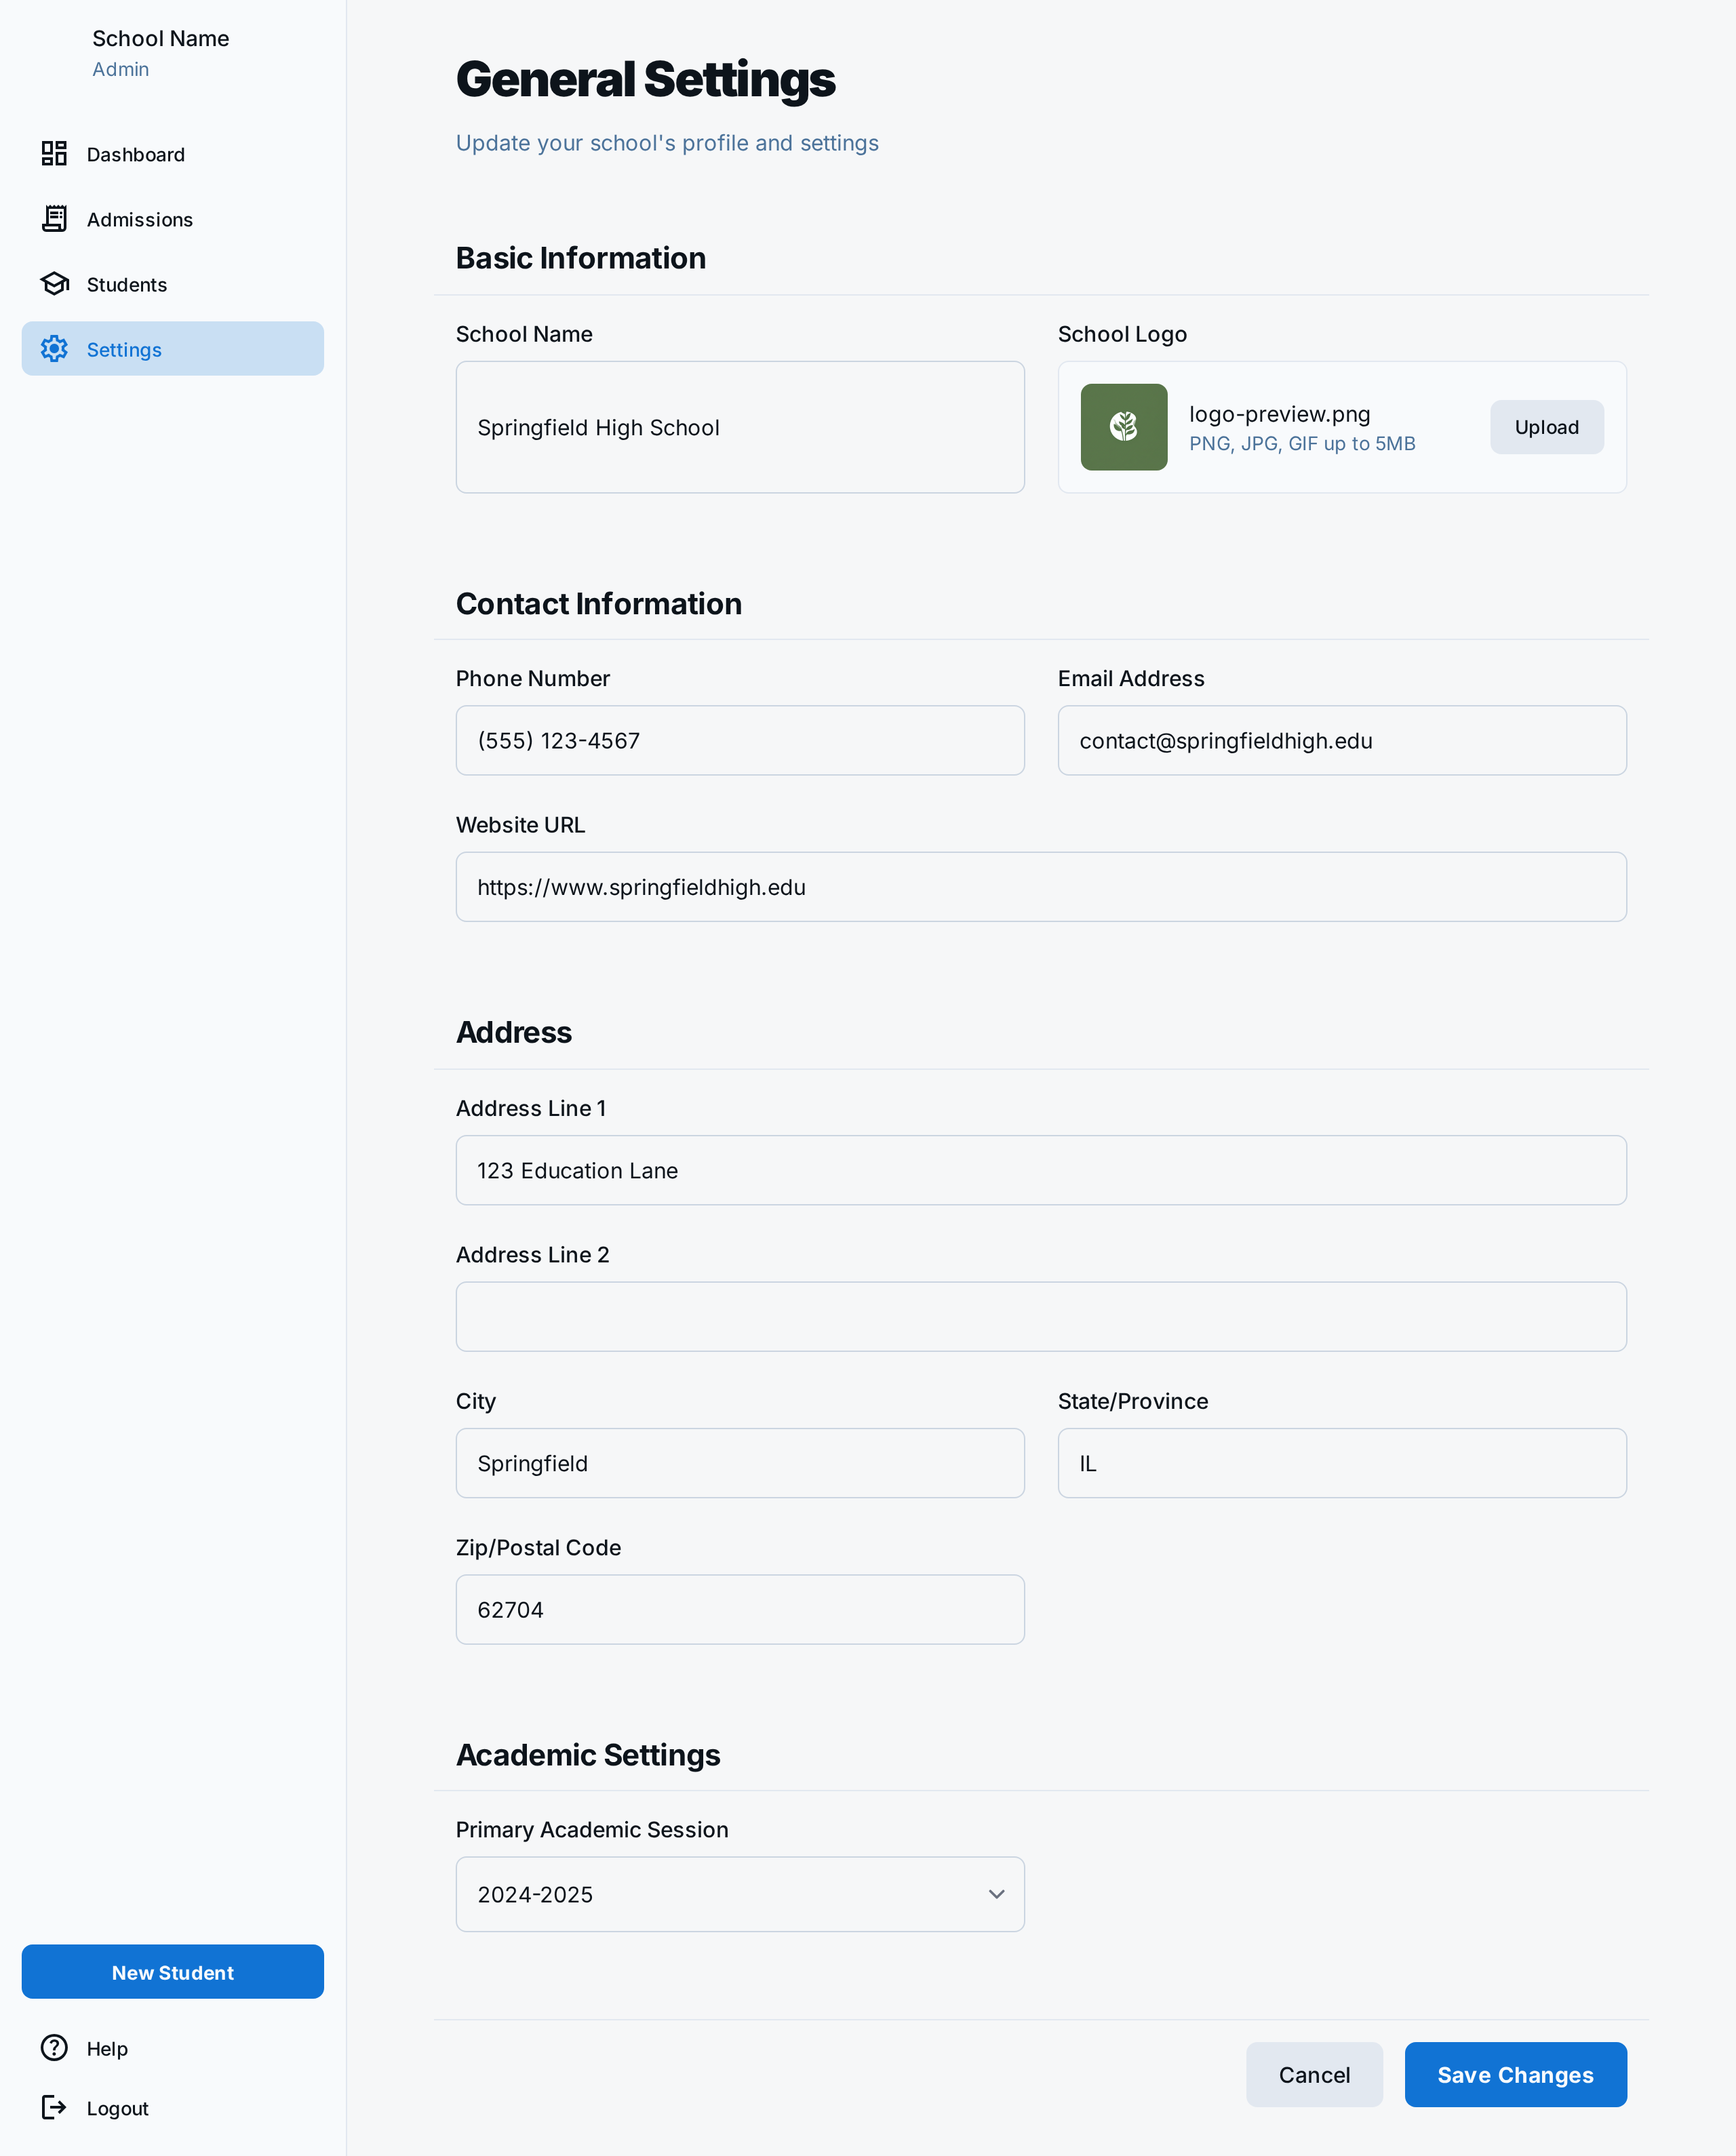 School Name
Admin
Dashboard
Admissions
Students
Settings
New Student
Help
Logout
General Settings
Update your school's profile and settings
Basic Information
School Name
Springfield High School
School Logo
logo-preview.png
PNG, JPG, GIF up to 5MB
Upload
Contact Information
Phone Number
(555) 123-4567
Email Address
contact@springfieldhigh.edu
Website URL
https://www.springfieldhigh.edu
Address
Address Line 1
123 Education Lane
Address Line 2
City
Springfield
State/Province
IL
Zip/Postal Code
62704
Academic Settings
Primary Academic Session
2024-2025
Cancel
Save Changes